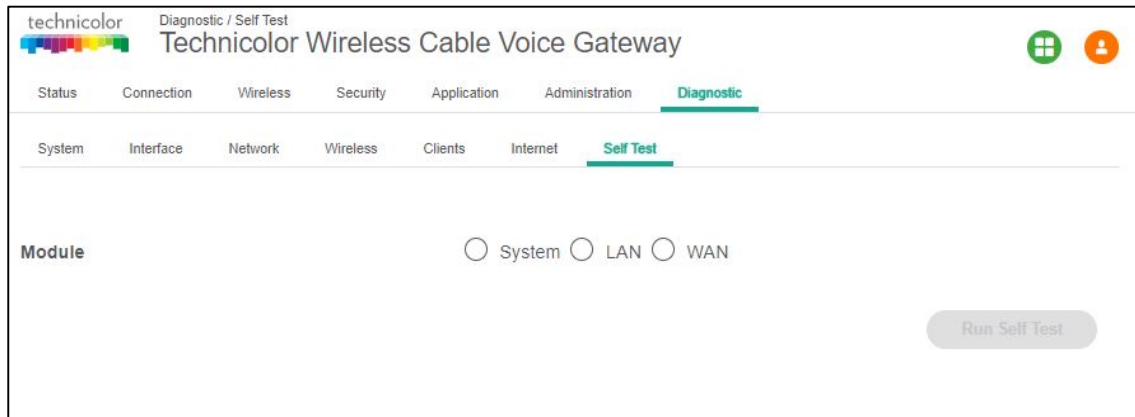 technicolor
Diagnostic / Self Test
Technicolor Wireless Cable Voice Gateway
Status Connection Wireless Security Application Administration Diagnostic
System Interface Network Wireless Clients Internet Self Test
Module System LAN WAN
Run Self Test